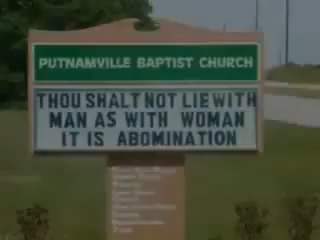 PUTNAMVILLE BAPTIST CHURCH
THOU SHALT NOT LIE WITH
MAN AS WITH WOMAN
IT IS ABOMINATION